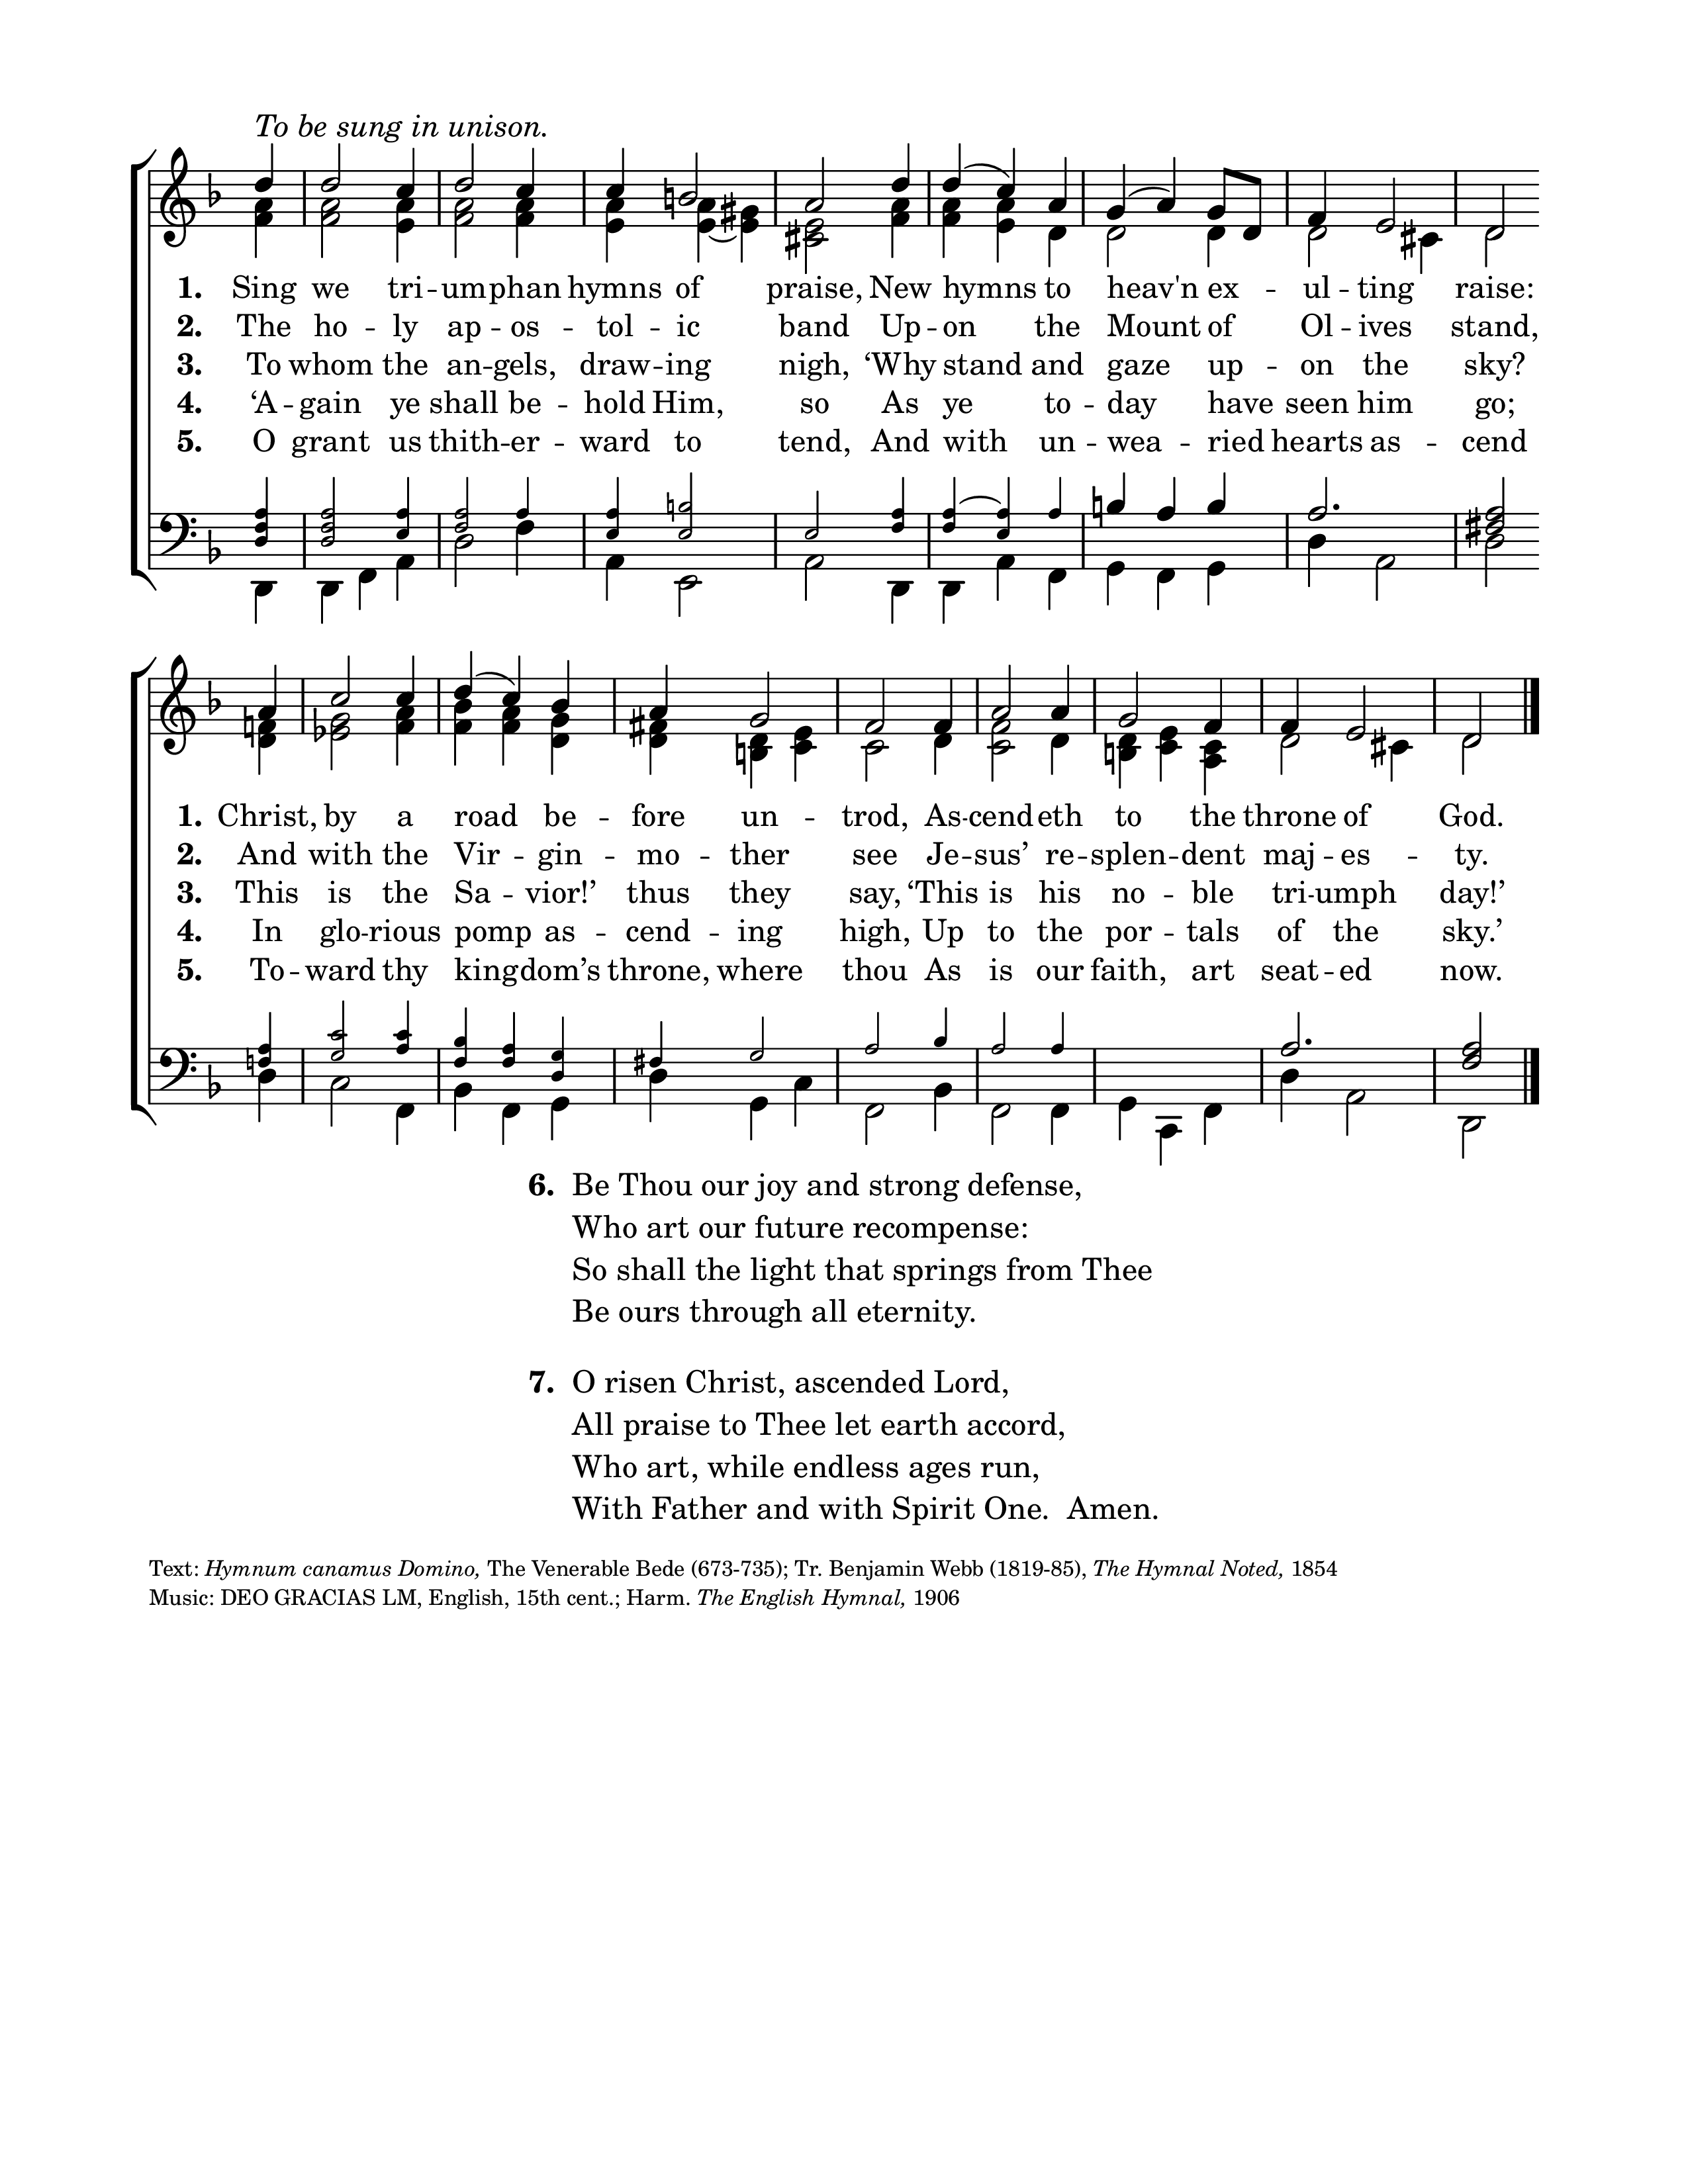 To be sung in unison.
1. Sing we tri -- um -- phan hymns of praise, New hymns to heav'n ex -- ul -- ting raise:
2. The ho -- ly ap -- os -- tol -- ic band Up -- on the Mount of Ol -- ives stand,
3. To whom the an -- gels, draw -- ing nigh, ‘Why stand and gaze up -- on the sky?
4. ‘A -- gain ye shall be -- hold Him, so As ye to -- day have seen him go;
5. O grant us thith -- er -- ward to tend, And with un -- wea -- ried hearts as -- cend
1. Christ, by a road be -- fore un -- trod, As -- cend -- eth to the throne of God.
2. And with the Vir -- gin -- mo -- ther see Je -- sus’ re -- splen -- dent maj -- es -- ty.
3. This is the Sa -- vior!’ thus they say, ‘This is his no -- ble tri -- umph day!’
4. In glo -- rious pomp as -- cend -- ing high, Up to the por -- tals of the sky.’
5. To -- ward thy king -- dom’s throne, where thou As is our faith, art seat -- ed now.
6. Be Thou our joy and strong defense,
Who art our future recompense:
So shall the light that springs from Thee
Be ours through all eternity.
7. O risen Christ, ascended Lord,
All praise to Thee let earth accord,
Who art, while endless ages run,
With Father and with Spirit One. Amen.
Text: Hymnum canamus Domino, The Venerable Bede (673-735); Tr. Benjamin Webb (1819-85), The Hymnal Noted, 1854
Music: DEO GRACIAS LM, English, 15th cent.; Harm. The English Hymnal, 1906